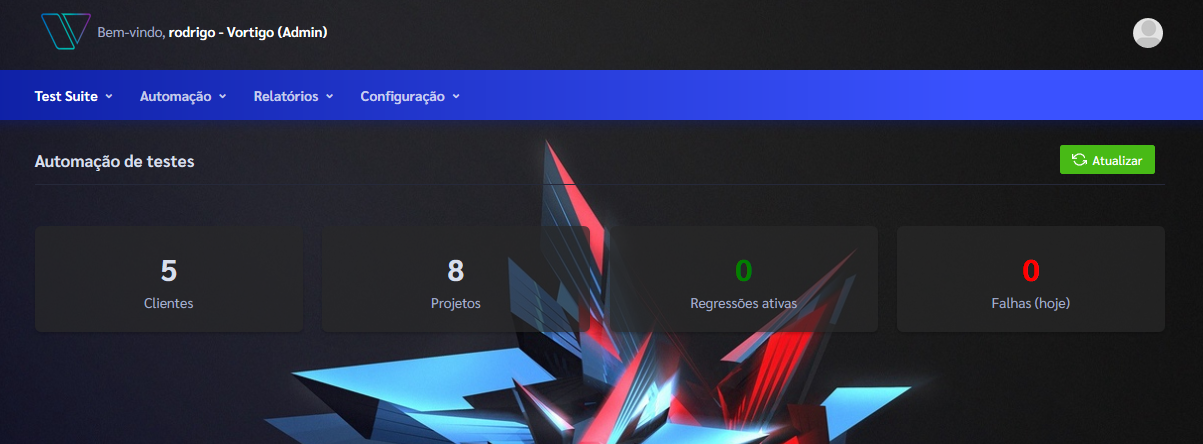 Bem-vindo, rodrigo - Vortigo (Admin)
Test Suite Automação Relatórios Configuração
Automação de testes
Atualizar
5 8 0 0
Clientes Projetos Regressões ativas Falhas (hoje)